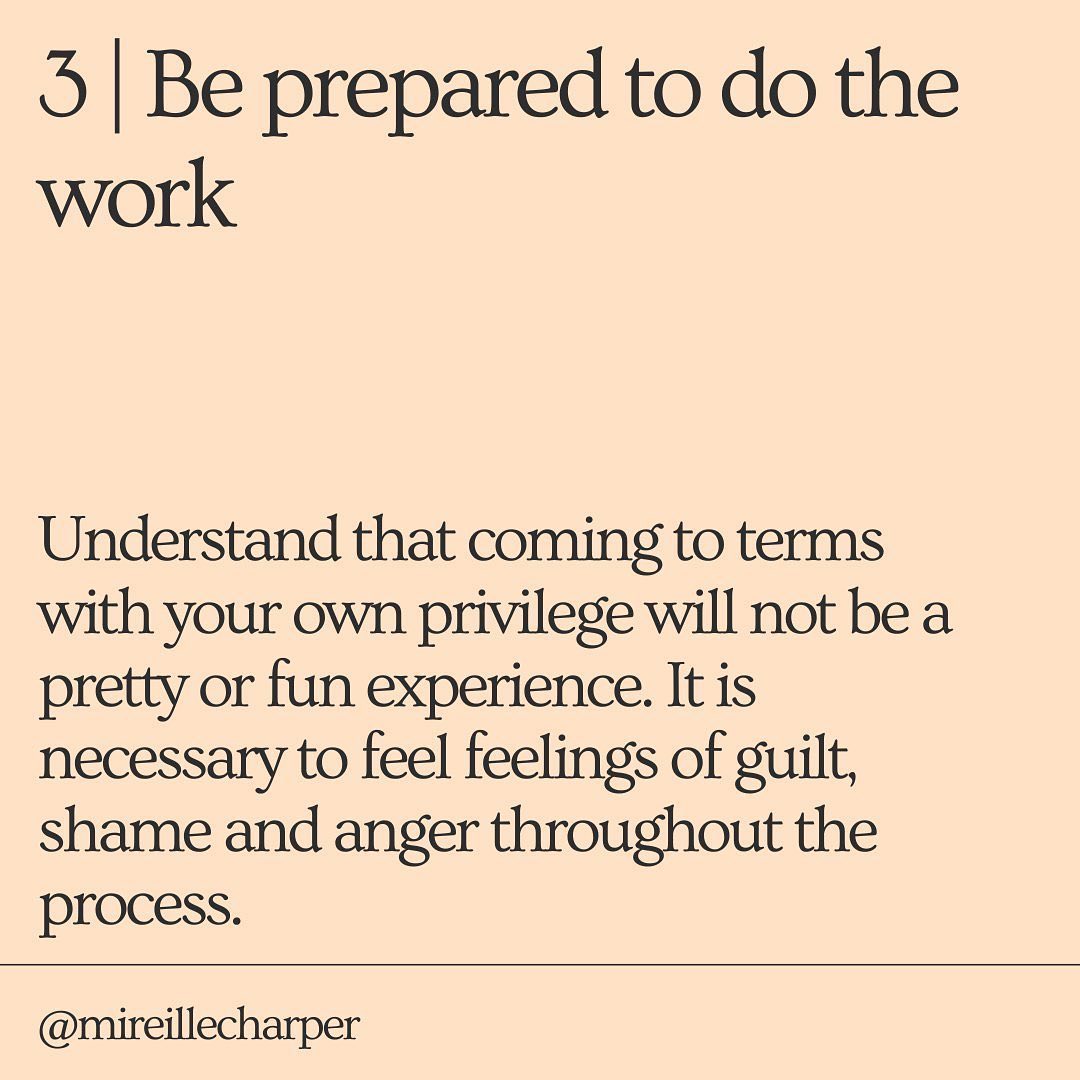 3 | Be prepared to do the
work
Understand that coming to terms
with your own privilege will not be a
pretty or fun experience. It is
necessary to feel feelings of guilt,
shame and anger throughout the
process.
@mireillecharper